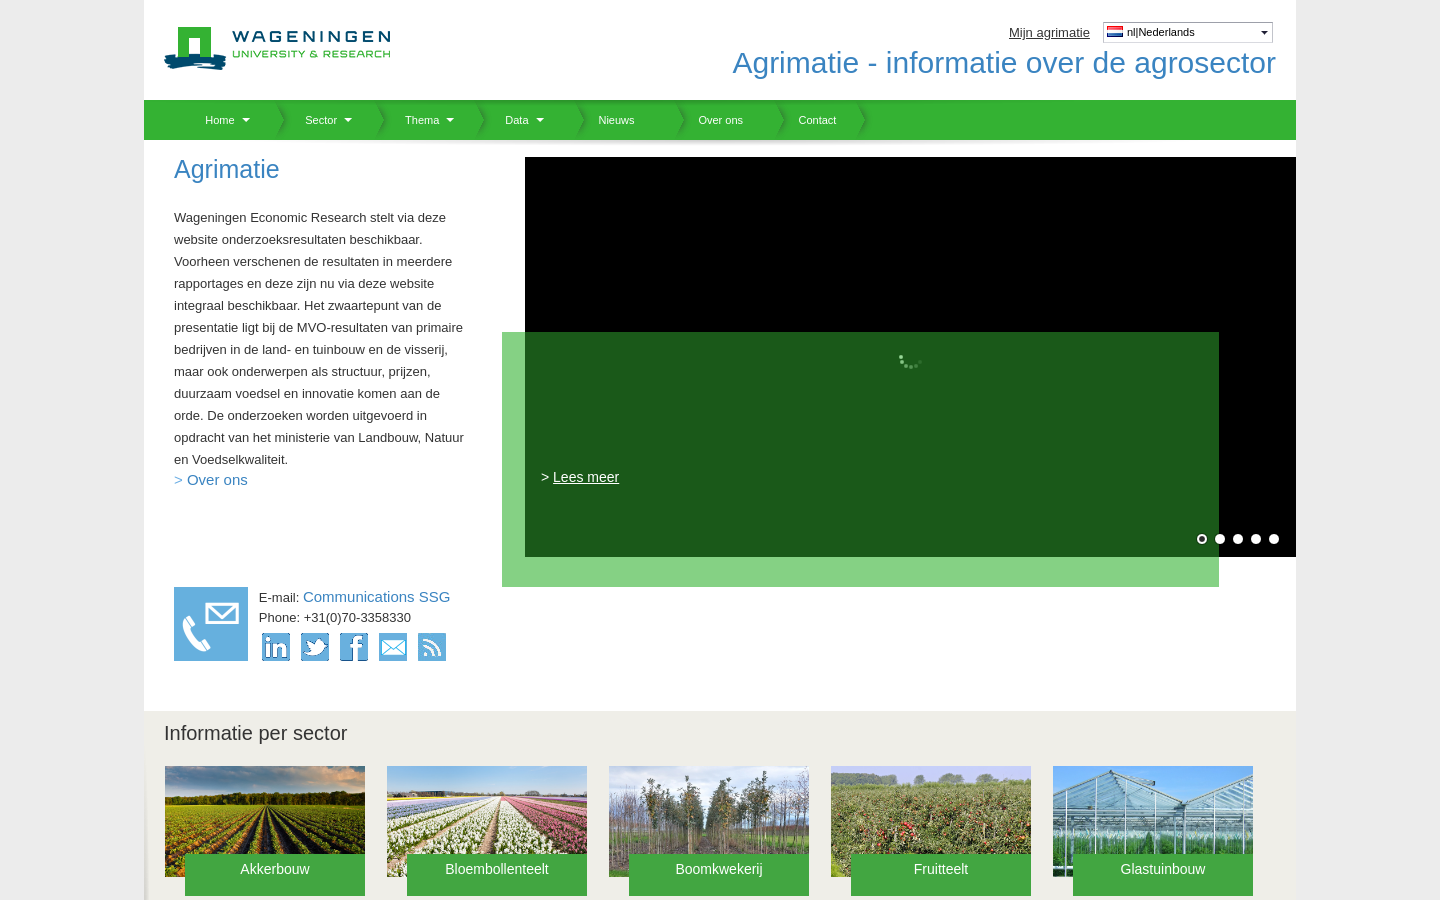 WAGENINGEN
UNIVERSITY & RESEARCH
Mijn agrimatie
nl|Nederlands
Agrimatie - informatie over de agrosector
Home
Sector
Thema
Data
Nieuws
Over ons
Contact
Agrimatie
Wageningen Economic Research stelt via deze
website onderzoeksresultaten beschikbaar.
Voorheen verschenen de resultaten in meerdere
rapportages en deze zijn nu via deze website
integraal beschikbaar. Het zwaartepunt van de
presentatie ligt bij de MVO-resultaten van primaire
bedrijven in de land- en tuinbouw en de visserij,
maar ook onderwerpen als structuur, prijzen,
duurzaam voedsel en innovatie komen aan de
orde. De onderzoeken worden uitgevoerd in
opdracht van het ministerie van Landbouw, Natuur
en Voedselkwaliteit.
> Over ons
> Lees meer
E-mail: Communications SSG
Phone: +31(0)70-3358330
Informatie per sector
Akkerbouw
Bloembollenteelt
Boomkwekerij
Fruitteelt
Glastuinbouw